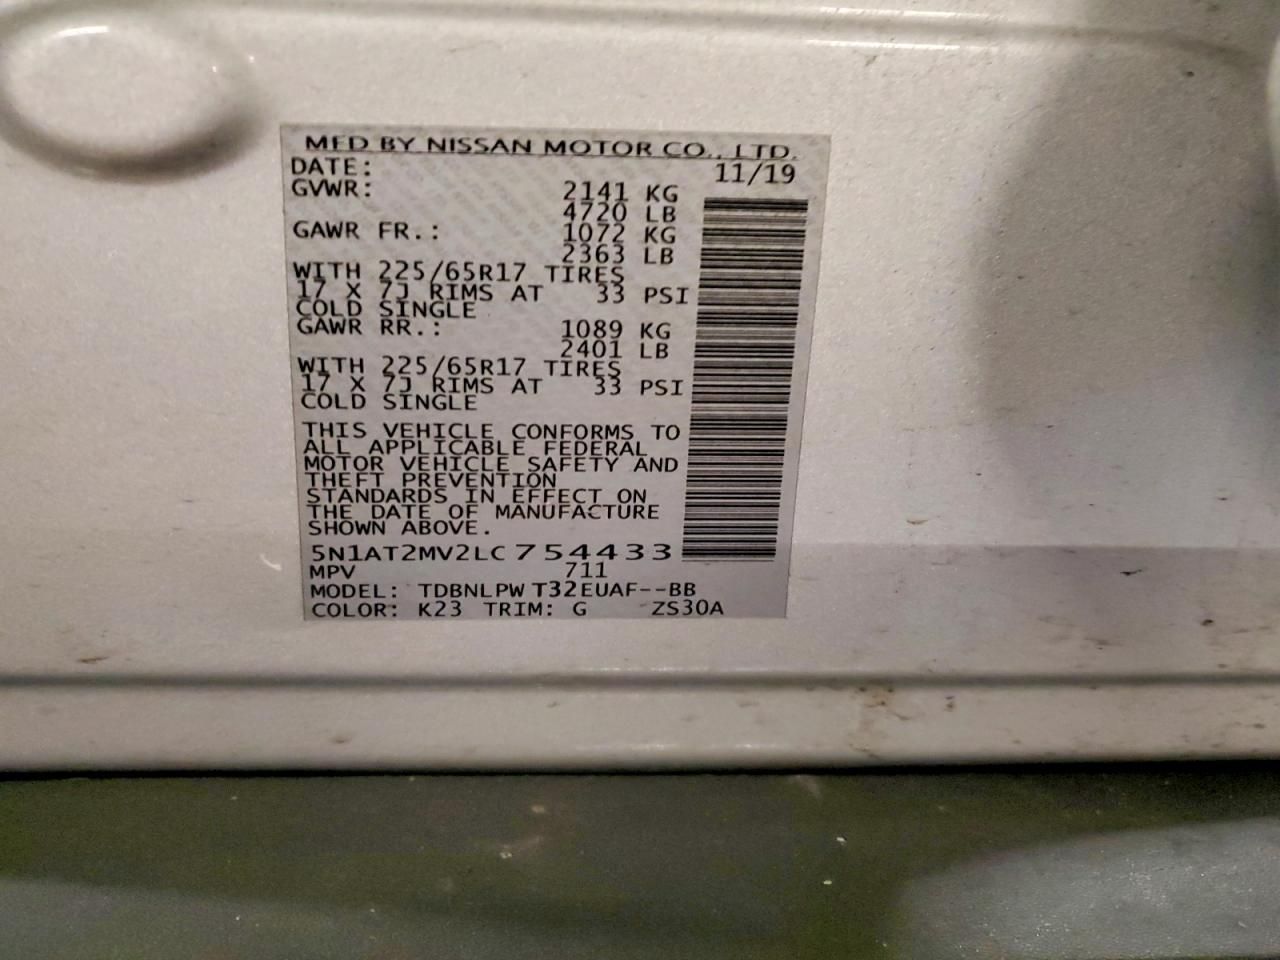 MFD BY NISSAN MOTOR CO., LTD.
DATE: 11/19
GVWR: 2141 KG
4720 LB
GAWR FR.: 1072 KG
2363 LB
WITH 225/65R17 TIRES
17 X 7J RIMS AT 33 PSI
COLD SINGLE
GAWR RR.: 1089 KG
2401 LB
WITH 225/65R17 TIRES
17 X 7J RIMS AT 33 PSI
COLD SINGLE
THIS VEHICLE CONFORMS TO
ALL APPLICABLE FEDERAL
MOTOR VEHICLE SAFETY AND
THEFT PREVENTION
STANDARDS IN EFFECT ON
THE DATE OF MANUFACTURE
SHOWN ABOVE.
5N1AT2MV2LC754433
MPV 711
MODEL: TDBNLPW T32EUAF--BB
COLOR: K23 TRIM: G ZS30A